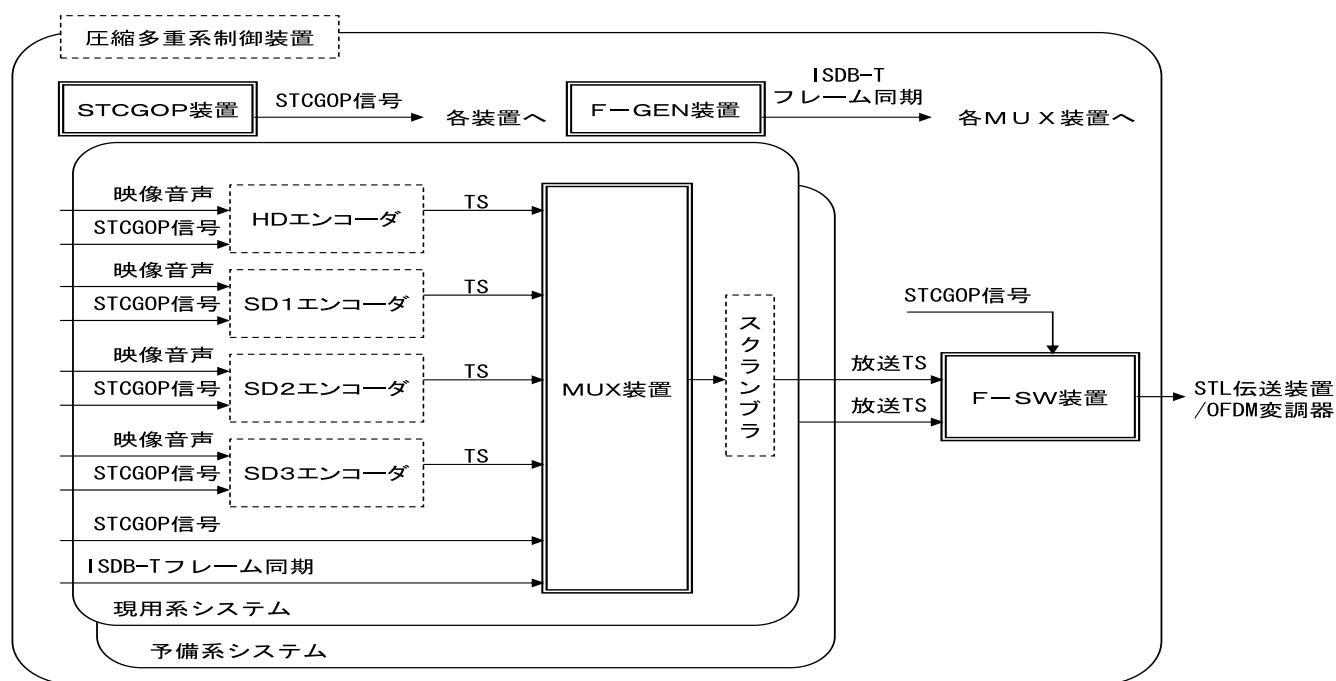 圧縮多重系制御装置
ISDB-T
STCGOP装置
STCGOP信号
各装置へ
F－GEN装置
フレーム同期
各ＭＵＸ装置へ
映像音声
HDエンコーダ
TS
STCGOP信号
映像音声
SD1エンコーダ
TS
STCGOP信号
映像音声
SD2エンコーダ
TS
STCGOP信号
映像音声
SD3エンコーダ
TS
STCGOP信号
STCGOP信号
ISDB-Tフレーム同期
MUX装置
スクランブラ
STCGOP信号
放送TS
放送TS
F－SW装置
STL伝送装置
/OFDM変調器
現用系システム
予備系システム